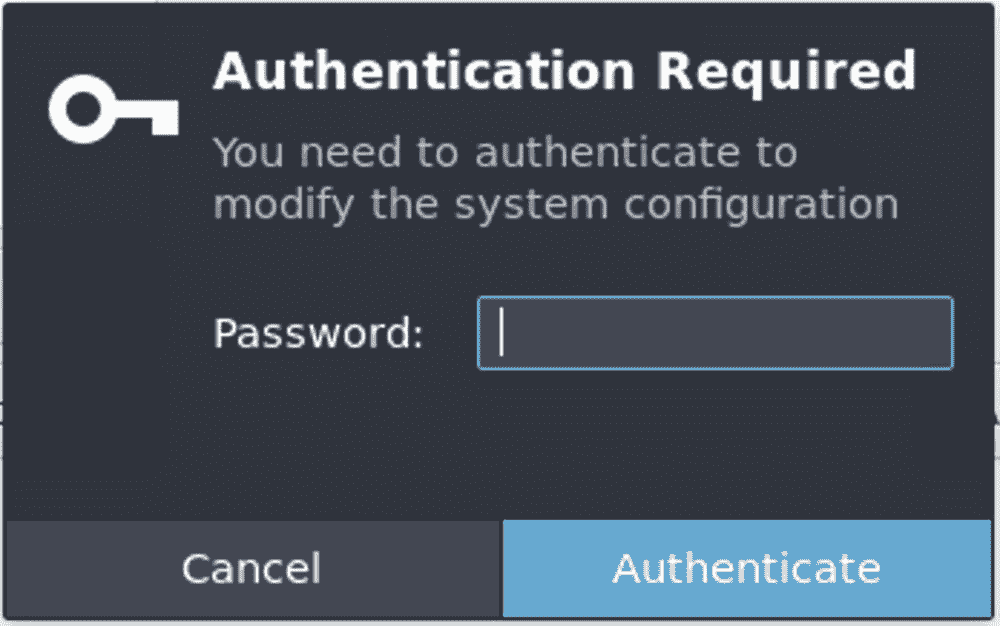 Authentication Required
You need to authenticate to
modify the system configuration
Password:
Cancel
Authenticate